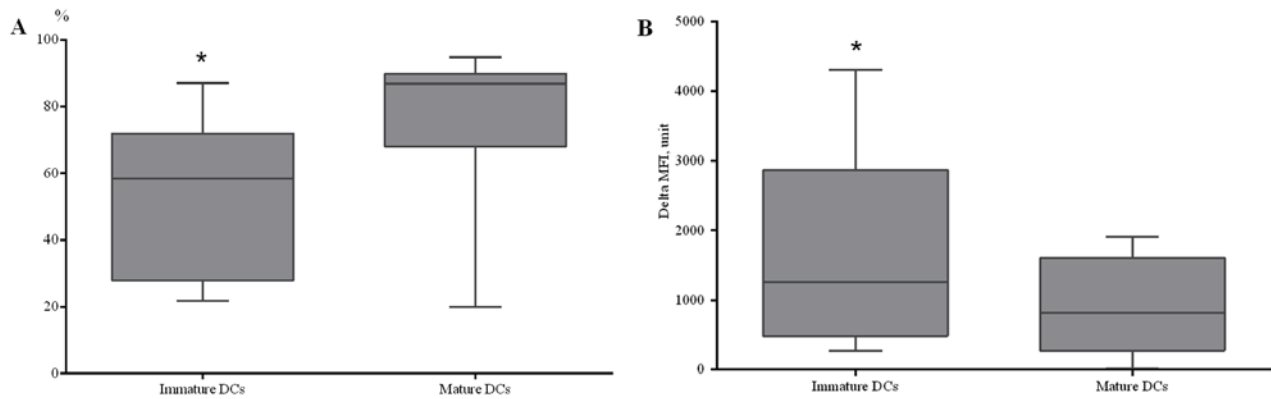 A
%
100
80
60
40
20
0
*
Immature DCs
Mature DCs
B
Delta MFI, unit
5000
4000
3000
2000
1000
0
*
Immature DCs
Mature DCs